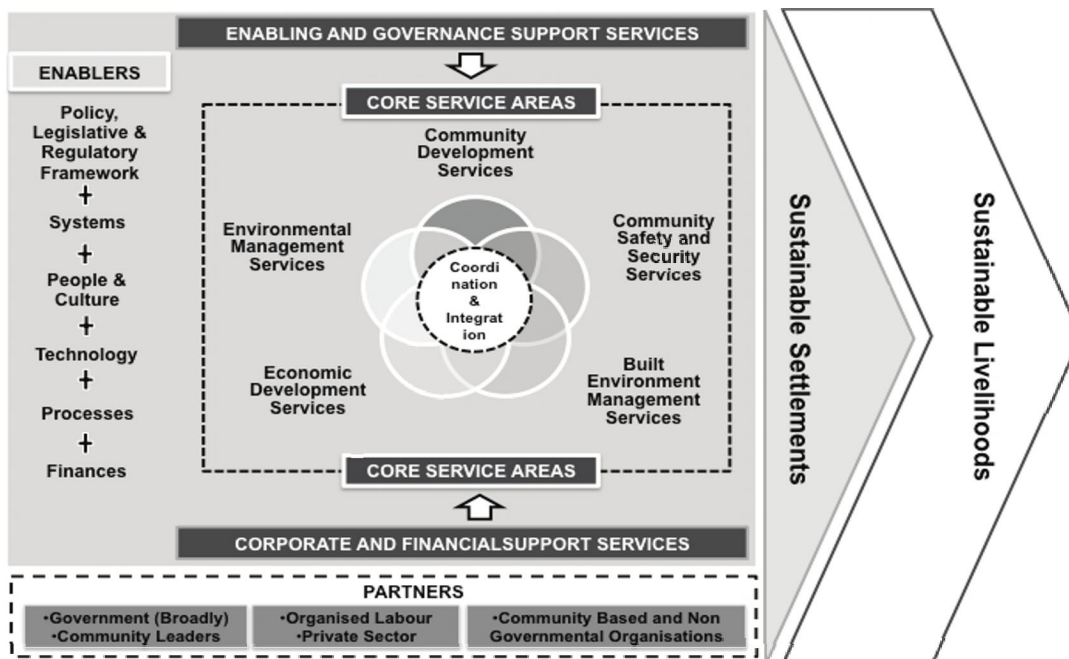 ENABLING AND GOVERNANCE SUPPORT SERVICES
ENABLERS
Policy,
Legislative &
Regulatory
Framework
+
Systems
+
People &
Culture
+
Technology
+
Processes
+
Finances
CORE SERVICE AREAS
Community
Development
Services
Environmental
Management
Services
Community
Safety and
Security
Services
Coordi
nation
&
Integrat
ion
Economic
Development
Services
Built
Environment
Management
Services
CORE SERVICE AREAS
CORPORATE AND FINANCIALSUPPORT SERVICES
PARTNERS
•Government (Broadly)
•Community Leaders
•Organised Labour
•Private Sector
•Community Based and Non
Governmental Organisations
Sustainable Settlements
Sustainable Livelihoods